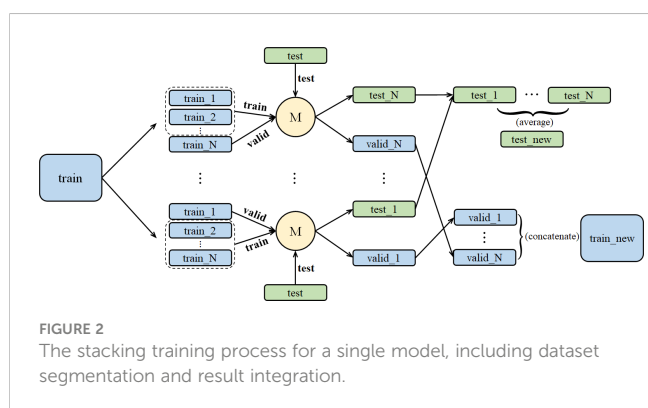 test
test
train_1
train_2
⋮
train_N
train
valid
M
test_N
valid_N
test_1 ⋯ test_N
(average)
test_new
train
⋮
⋮
⋮
train_1
train_2
⋮
train_N
valid
train
M
test
test
test_1
valid_1
valid_1
⋮
valid_N
(concatenate)
train_new
FIGURE 2
The stacking training process for a single model, including dataset
segmentation and result integration.